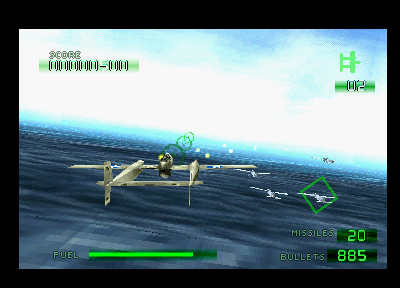 SCORE
00000-00
02
MISSILES 20
FUEL
BULLETS 885